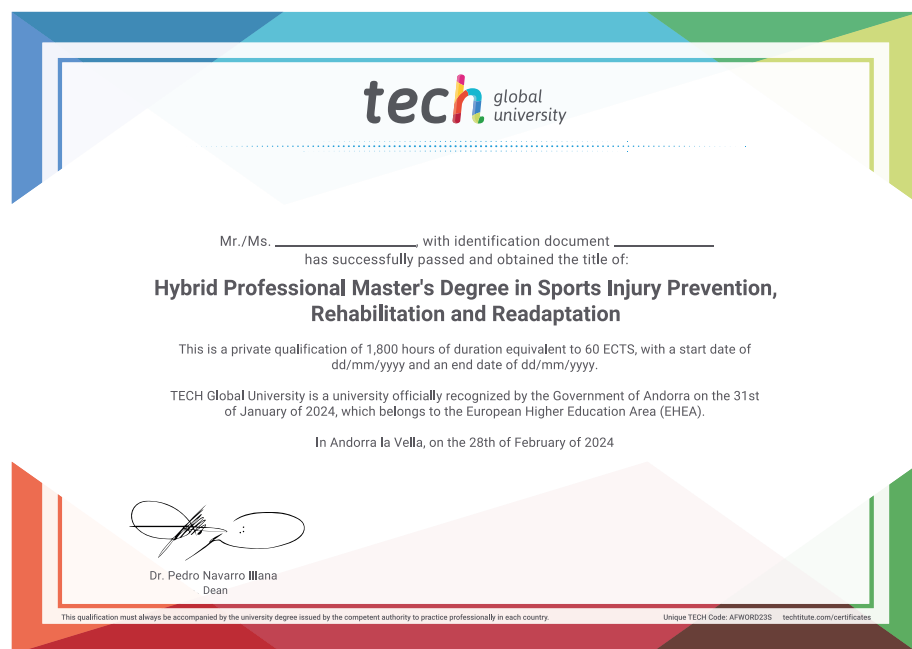 tech global university
Mr./Ms. ____________, with identification document ____________
has successfully passed and obtained the title of:
Hybrid Professional Master's Degree in Sports Injury Prevention,
Rehabilitation and Readaptation
This is a private qualification of 1,800 hours of duration equivalent to 60 ECTS, with a start date of
dd/mm/yyyy and an end date of dd/mm/yyyy.
TECH Global University is a university officially recognized by the Government of Andorra on the 31st
of January of 2024, which belongs to the European Higher Education Area (EHEA).
In Andorra la Vella, on the 28th of February of 2024
Dr. Pedro Navarro Illana
Dean
This qualification must always be accompanied by the university degree issued by the competent authority to practice professionally in each country. Unique TECH Code: AFWORD23S techtitute.com/certificates